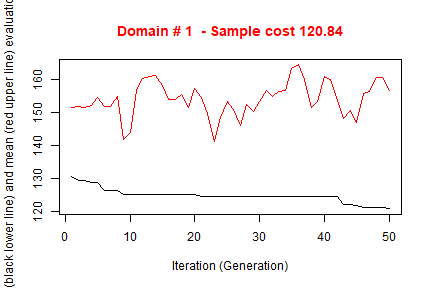 Domain # 1 - Sample cost 120.84
(black lower line) and mean (red upper line) evaluation
160
150
140
130
120
0 10 20 30 40 50
Iteration (Generation)